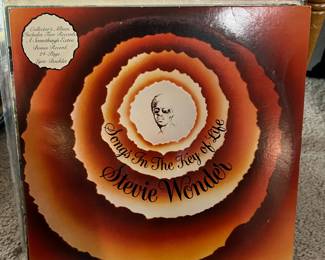 Collector's Album
Includes Two Records
A Something's Extra
Bonus Record
24-Page
Lyric Booklet
Songs In The Key of Life
Stevie Wonder